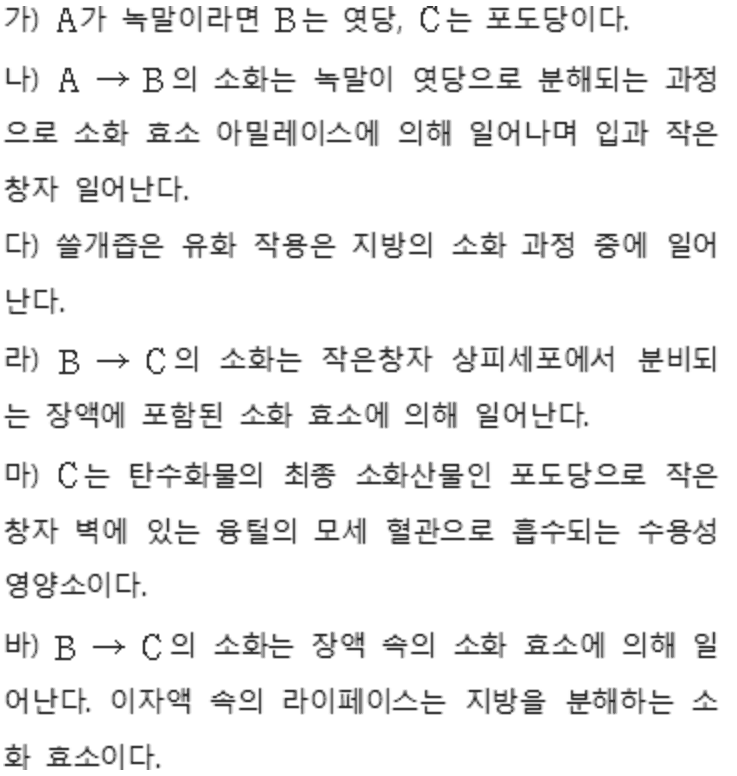 가) A가 녹말이라면 B는 엿당, C는 포도당이다.
나) A → B의 소화는 녹말이 엿당으로 분해되는 과정
으로 소화 효소 아밀레이스에 의해 일어나며 입과 작은
창자 일어난다.
다) 쓸개즙은 유화 작용은 지방의 소화 과정 중에 일어
난다.
라) B → C의 소화는 작은창자 상피세포에서 분비되
는 장액에 포함된 소화 효소에 의해 일어난다.
마) C는 탄수화물의 최종 소화산물인 포도당으로 작은
창자 벽에 있는 융털의 모세 혈관으로 흡수되는 수용성
영양소이다.
바) B → C의 소화는 장액 속의 소화 효소에 의해 일
어난다. 이자액 속의 라이페이스는 지방을 분해하는 소
화 효소이다.